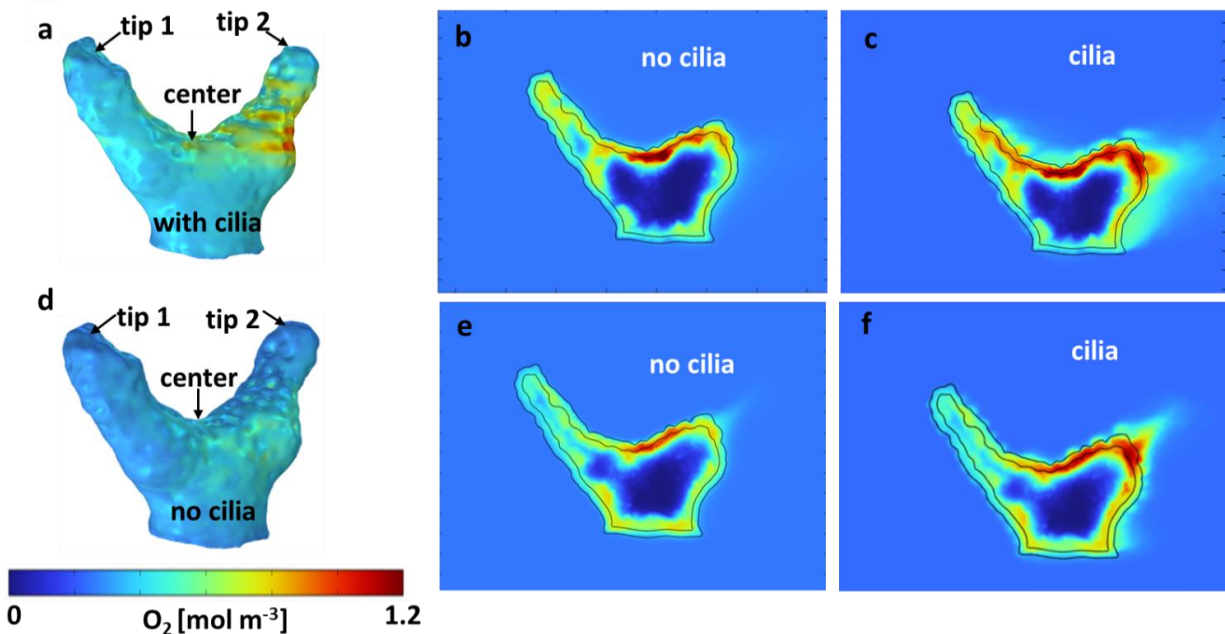 a
tip 1
tip 2
center
with cilia
b
no cilia
c
cilia
d
tip 1
tip 2
center
no cilia
e
no cilia
f
cilia
0
1.2
O₂ [mol m⁻³]